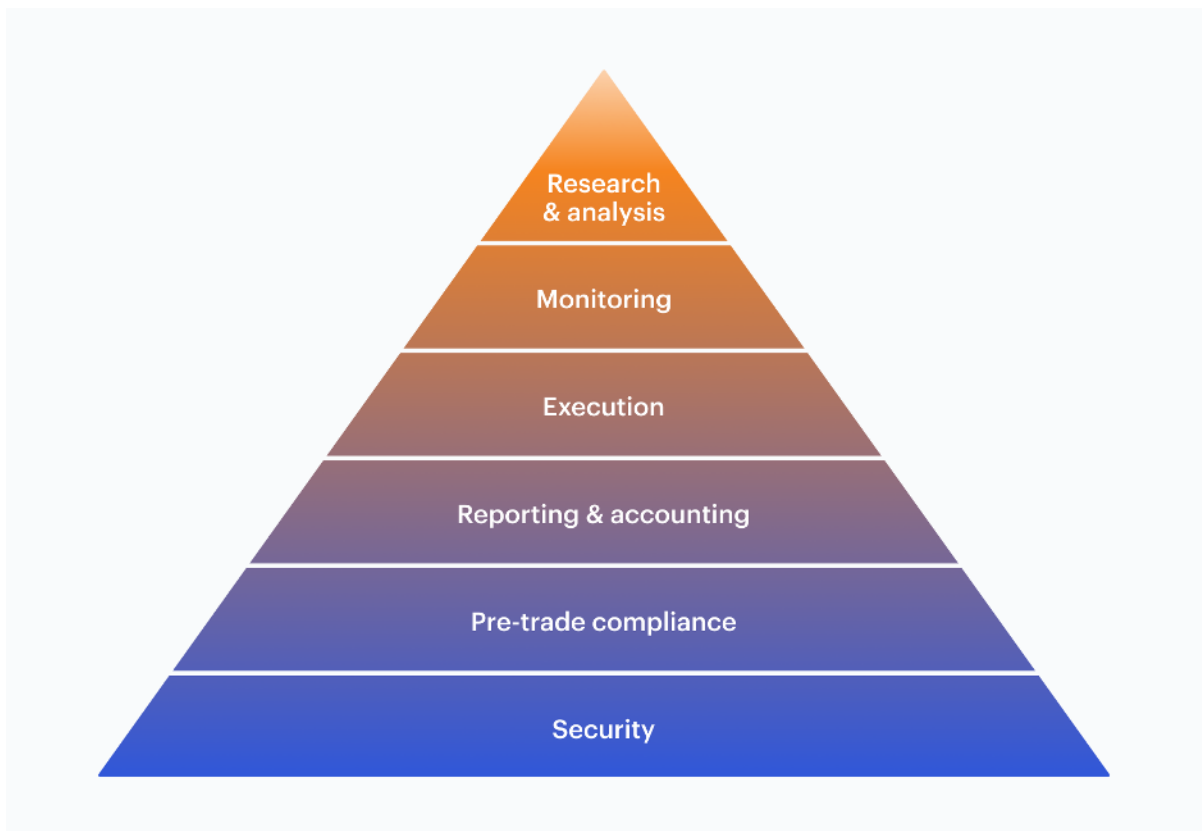 Research
& analysis
Monitoring
Execution
Reporting & accounting
Pre-trade compliance
Security